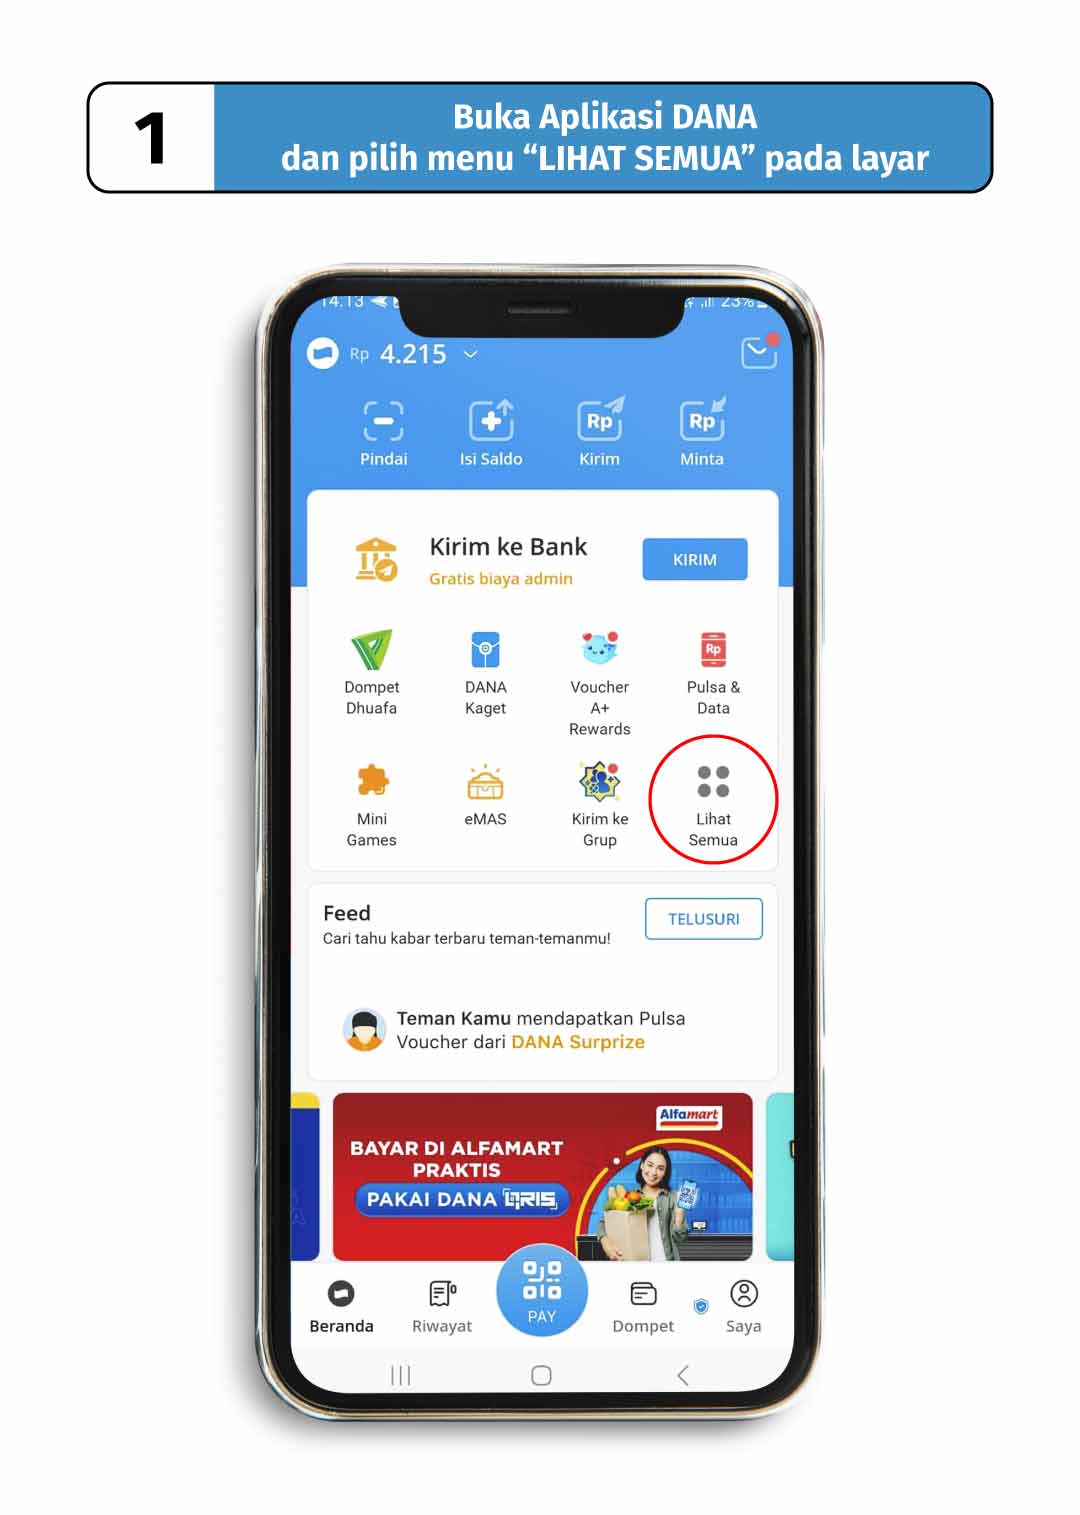 1
Buka Aplikasi DANA
dan pilih menu “LIHAT SEMUA” pada layar
14.13
23%
Rp 4.215
Pindai
Isi Saldo
Rp
Kirim
Rp
Minta
Kirim ke Bank
Gratis biaya admin
KIRIM
Dompet
Dhuafa
DANA
Kaget
Voucher
A+
Rewards
Rp
Pulsa &
Data
Mini
Games
eMAS
Kirim ke
Grup
Lihat
Semua
Feed
Cari tahu kabar terbaru teman-temanmu!
TELUSURI
Teman Kamu mendapatkan Pulsa
Voucher dari DANA Surprize
Alfamart
BAYAR DI ALFAMART
PRAKTIS
PAKAI DANA QRIS
PAY
Beranda
Riwayat
Dompet
Saya